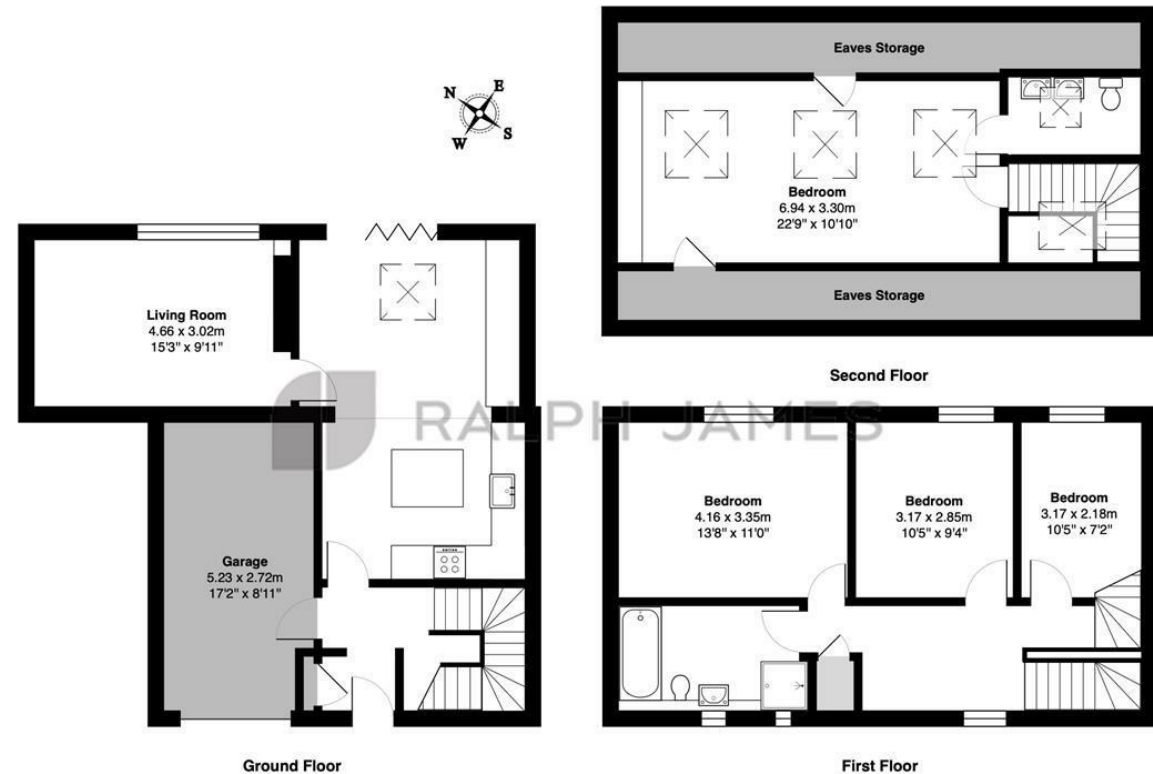 Eaves Storage
N
E
W
S
Bedroom
6.94 x 3.30m
22'9" x 10'10"
Eaves Storage
Second Floor
Living Room
4.66 x 3.02m
15'3" x 9'11"
RALPH JAMES
Garage
5.23 x 2.72m
17'2" x 8'11"
Ground Floor
Bedroom
4.16 x 3.35m
13'8" x 11'0"
Bedroom
3.17 x 2.85m
10'5" x 9'4"
Bedroom
3.17 x 2.18m
10'5" x 7'2"
First Floor